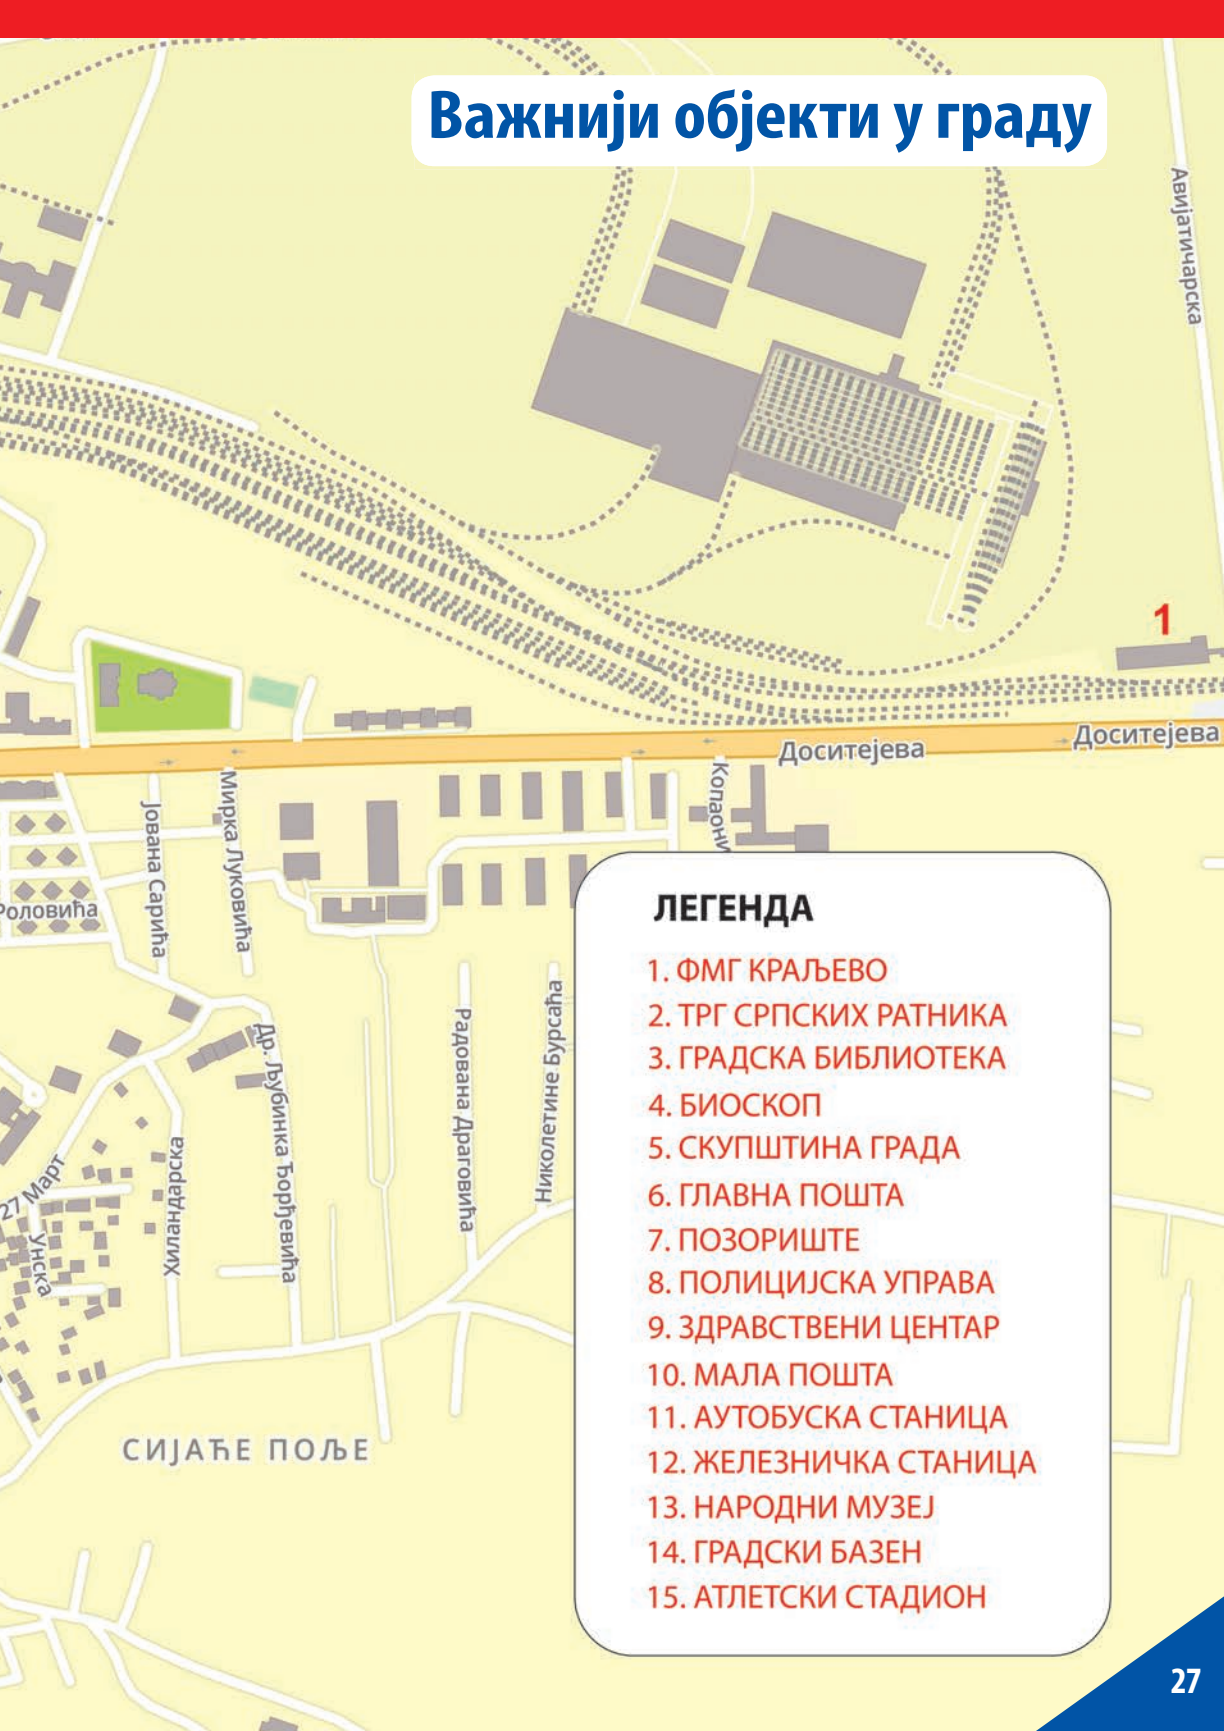 Важнији објекти у граду
Авијатичарска
1
Доситејева
Доситејева
Копаони
Мирка Луковића
Јована Сарића
Роловића
ЛЕГЕНДА
1. ФМГ КРАЉЕВО
2. ТРГ СРПСКИХ РАТНИКА
3. ГРАДСКА БИБЛИОТЕКА
4. БИОСКОП
5. СКУПШТИНА ГРАДА
6. ГЛАВНА ПОШТА
7. ПОЗОРИШТЕ
8. ПОЛИЦИЈСКА УПРАВА
9. ЗДРАВСТВЕНИ ЦЕНТАР
10. МАЛА ПОШТА
11. АУТОБУСКА СТАНИЦА
12. ЖЕЛЕЗНИЧКА СТАНИЦА
13. НАРОДНИ МУЗЕЈ
14. ГРАДСКИ БАЗЕН
15. АТЛЕТСКИ СТАДИОН
Николетине Бурсаћа
Радована Драговића
Др. Љубинка Ђорђевића
Хиландарска
27 Март
Унска
СИЈАЋЕ ПОЉЕ
27